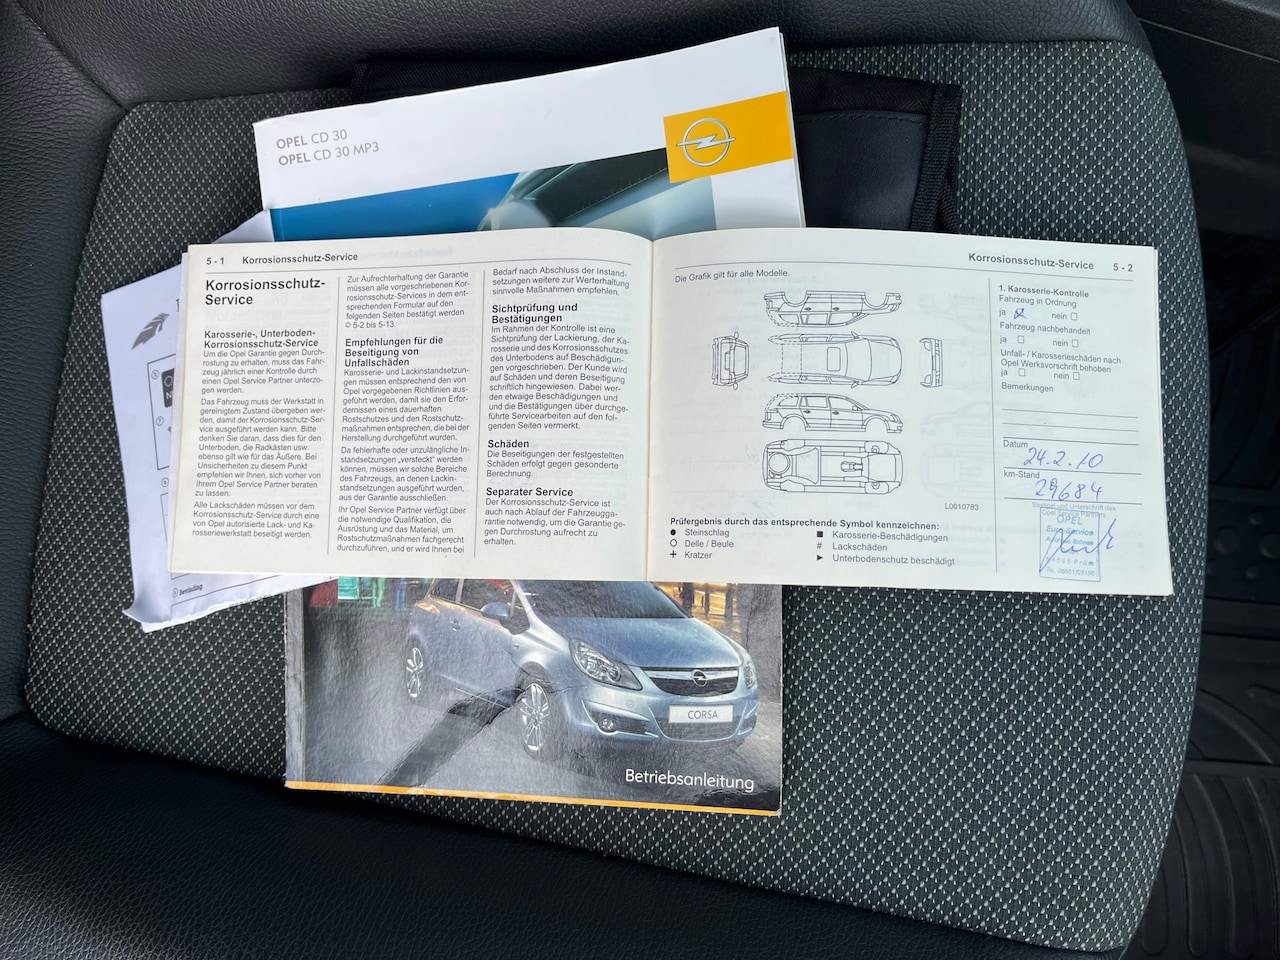 OPEL CD 30
OPEL CD 30 MP3
5 - 1 Korrosionsschutz-Service
Korrosionsschutz-
Service
Karosserie-, Unterboden-
Korrosionsschutz-Service
Um die Opel Garantie gegen Durch-
rostung zu erhalten, muss das Fahr-
zeug jährlich einer Kontrolle durch
einen Opel Service Partner unterzo-
gen werden.
Das Fahrzeug muss der Werkstatt in
gereinigtem Zustand übergeben wer-
den, damit der Korrosionsschutz-Ser-
vice ausgeführt werden kann. Bitte
denken Sie daran, dass dies für den
Unterboden, die Radkästen usw.
ebenso gilt wie für das Äußere. Bei
Unsicherheiten zu diesem Punkt
empfehlen wir Ihnen, sich vorher von
Ihrem Opel Service Partner beraten
zu lassen.
Alle Lackschäden müssen vor dem
Korrosionsschutz-Service durch eine
von Opel autorisierte Lack- und Ka-
rosseriewerkstatt beseitigt werden.
Zur Aufrechterhaltung der Garantie
müssen alle vorgeschriebenen Kor-
rosionsschutz-Services in dem ent-
sprechenden Formular auf den
folgenden Seiten bestätigt werden
5-2 bis 5-13.
Empfehlungen für die
Beseitigung von
Unfallschäden
Karosserie- und Lackinstandsetzun-
gen müssen entsprechend den von
Opel vorgegebenen Richtlinien aus-
geführt werden, damit sie den Erfor-
dernissen eines dauerhaften
Rostschutzes und den Rostschutz-
maßnahmen entsprechen, die bei der
Herstellung durchgeführt wurden.
Da fehlerhafte oder unzulängliche In-
standsetzungen „versteckt" werden
können, müssen wir solche Bereiche
des Fahrzeugs, an denen Lackin-
standsetzungen ausgeführt wurden,
aus der Garantie ausschließen.
Ihr Opel Service Partner verfügt über
die notwendige Qualifikation, die
Ausrüstung und das Material, um
Rostschutzmaßnahmen fachgerecht
durchzuführen, und er wird Ihnen bei
Bedarf nach Abschluss der Instand-
setzungen weitere zur Werterhaltung
sinnvolle Maßnahmen empfehlen.
Sichtprüfung und
Bestätigungen
Im Rahmen der Kontrolle ist eine
Sichtprüfung der Lackierung, der Ka-
rosserie und des Korrosionsschutzes
des Unterbodens auf Beschädigun-
gen vorgeschrieben. Der Kunde wird
auf Schäden und deren Beseitigung
schriftlich hingewiesen. Dabei wer-
den etwaige Beschädigungen und
und die Bestätigungen über durchge-
führte Servicearbeiten auf den fol-
genden Seiten vermerkt.
Schäden
Die Beseitigungen der festgestellten
Schäden erfolgt gegen gesonderte
Berechnung.
Separater Service
Der Korrosionsschutz-Service ist
auch nach Ablauf der Fahrzeugga-
rantie notwendig, um die Garantie ge-
gen Durchrostung aufrecht zu
erhalten.
Korrosionsschutz-Service 5 - 2
Die Grafik gilt für alle Modelle.
L0010783
Prüfergebnis durch das entsprechende Symbol kennzeichnen:
Steinschlag
Delle / Beule
Kratzer
Karosserie-Beschädigungen
# Lackschäden
Unterbodenschutz beschädigt
1. Karosserie-Kontrolle
Fahrzeug in Ordnung
ja nein
Fahrzeug nachbehandelt
ja nein
Unfall- / Karosserieschäden nach
Opel Werksvorschrift behoben
ja nein
Bemerkungen
Datum
24.2.10
km-Stand
29684
Stempel und Unterschrift des
Opel Service Partners
OPEL
CORSA
Betriebsanleitung